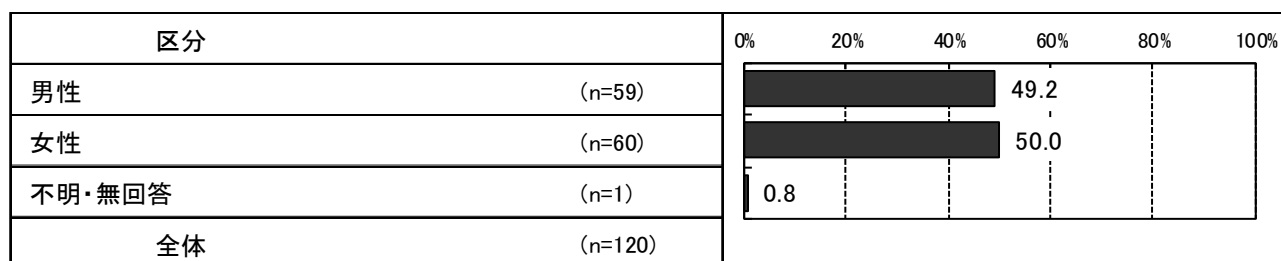 区分
0% 20% 40% 60% 80% 100%
男性 (n=59) 49.2
女性 (n=60) 50.0
不明・無回答 (n=1) 0.8
全体 (n=120)